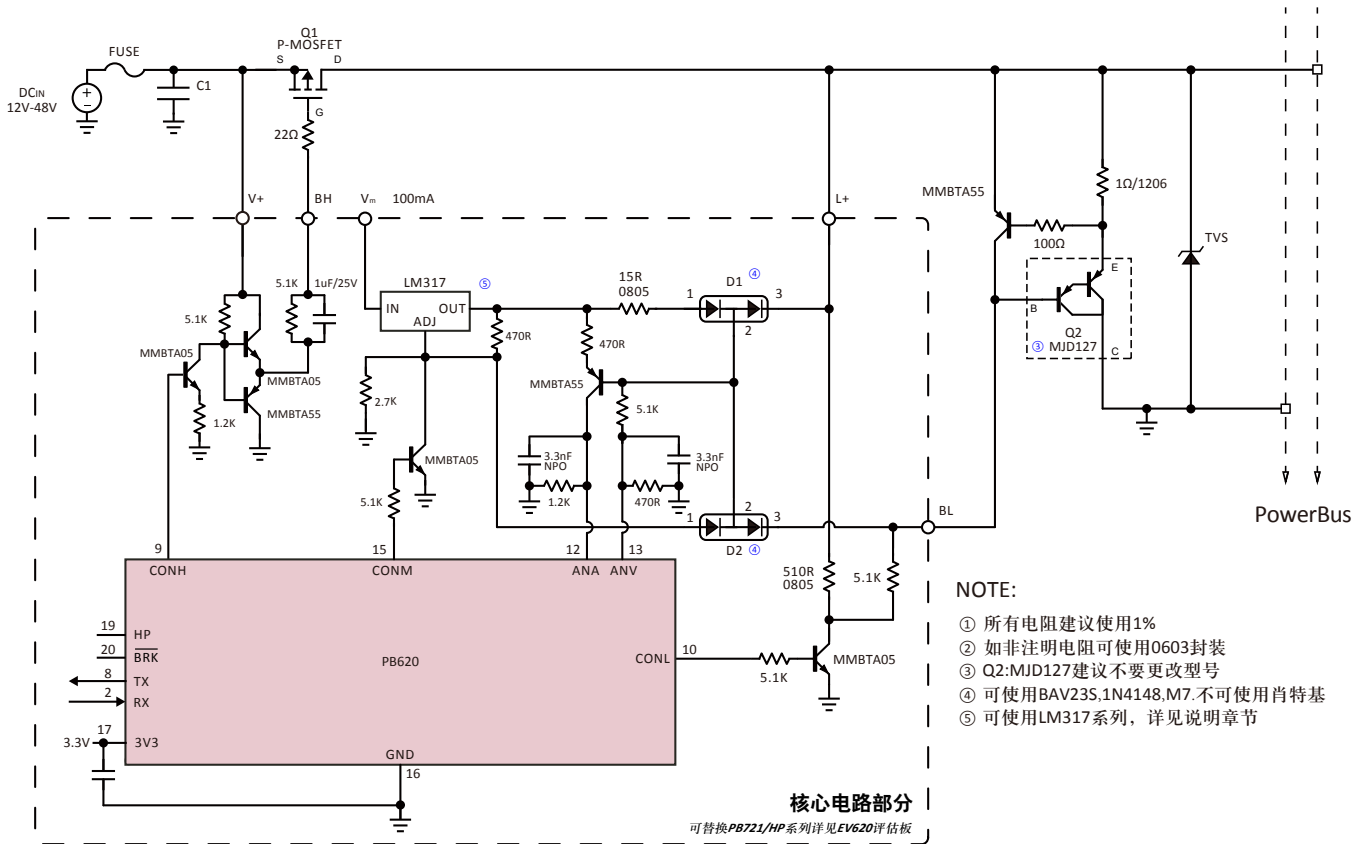 Q1
P-MOSFET
FUSE
S
D
C1
DCIN
12V-48V
G
22Ω
V+
BH
Vm
100mA
L+
MMBTA55
1Ω/1206
100Ω
TVS
E
B
Q2
③ MJD127
C
5.1K
1uF/25V
LM317
⑤
IN
OUT
ADJ
15R
0805
D1
④
1
3
2
5.1K
470R
470R
MMBTA05
MMBTA05
MMBTA55
MMBTA55
2.7K
5.1K
1.2K
MMBTA05
3.3nF
NPO
3.3nF
NPO
5.1K
1.2K
470R
1
2
3
D2
④
BL
PowerBus
9
15
12
13
CONH
CONM
ANA
ANV
510R
0805
5.1K
19
HP
20
BRK
8
TX
2
RX
17
3.3V
3V3
PB620
CONL
10
5.1K
MMBTA05
GND
16
NOTE:
① 所有电阻建议使用1%
② 如非注明电阻可使用0603封装
③ Q2:MJD127建议不要更改型号
④ 可使用BAV23S,1N4148,M7.不可使用肖特基
⑤ 可使用LM317系列，详见说明章节
核心电路部分
可替换PB721/HP系列详见EV620评估板